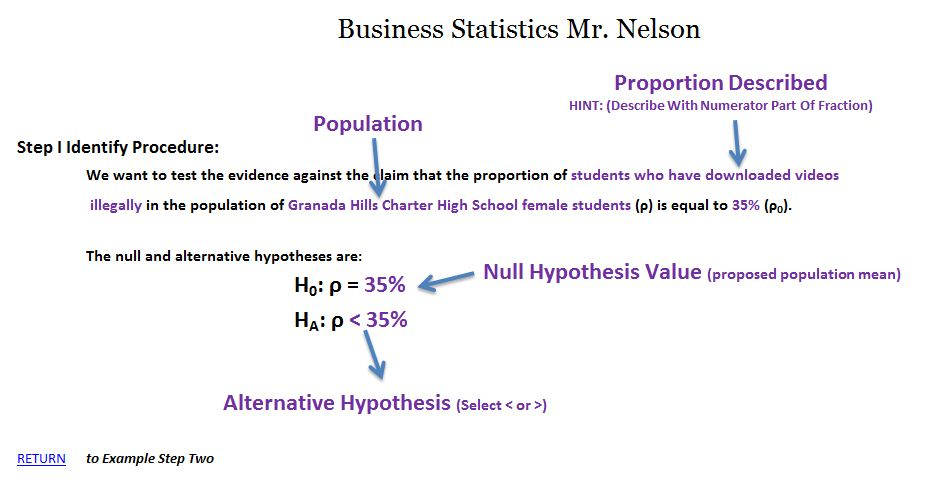 Business Statistics Mr. Nelson
Proportion Described
HINT: (Describe With Numerator Part Of Fraction)
Population
Step I Identify Procedure:
We want to test the evidence against the claim that the proportion of students who have downloaded videos
illegally in the population of Granada Hills Charter High School female students (ρ) is equal to 35% (ρ₀).
The null and alternative hypotheses are:
H₀: ρ = 35%
Null Hypothesis Value (proposed population mean)
Hᴀ: ρ < 35%
Alternative Hypothesis (Select < or >)
RETURN to Example Step Two